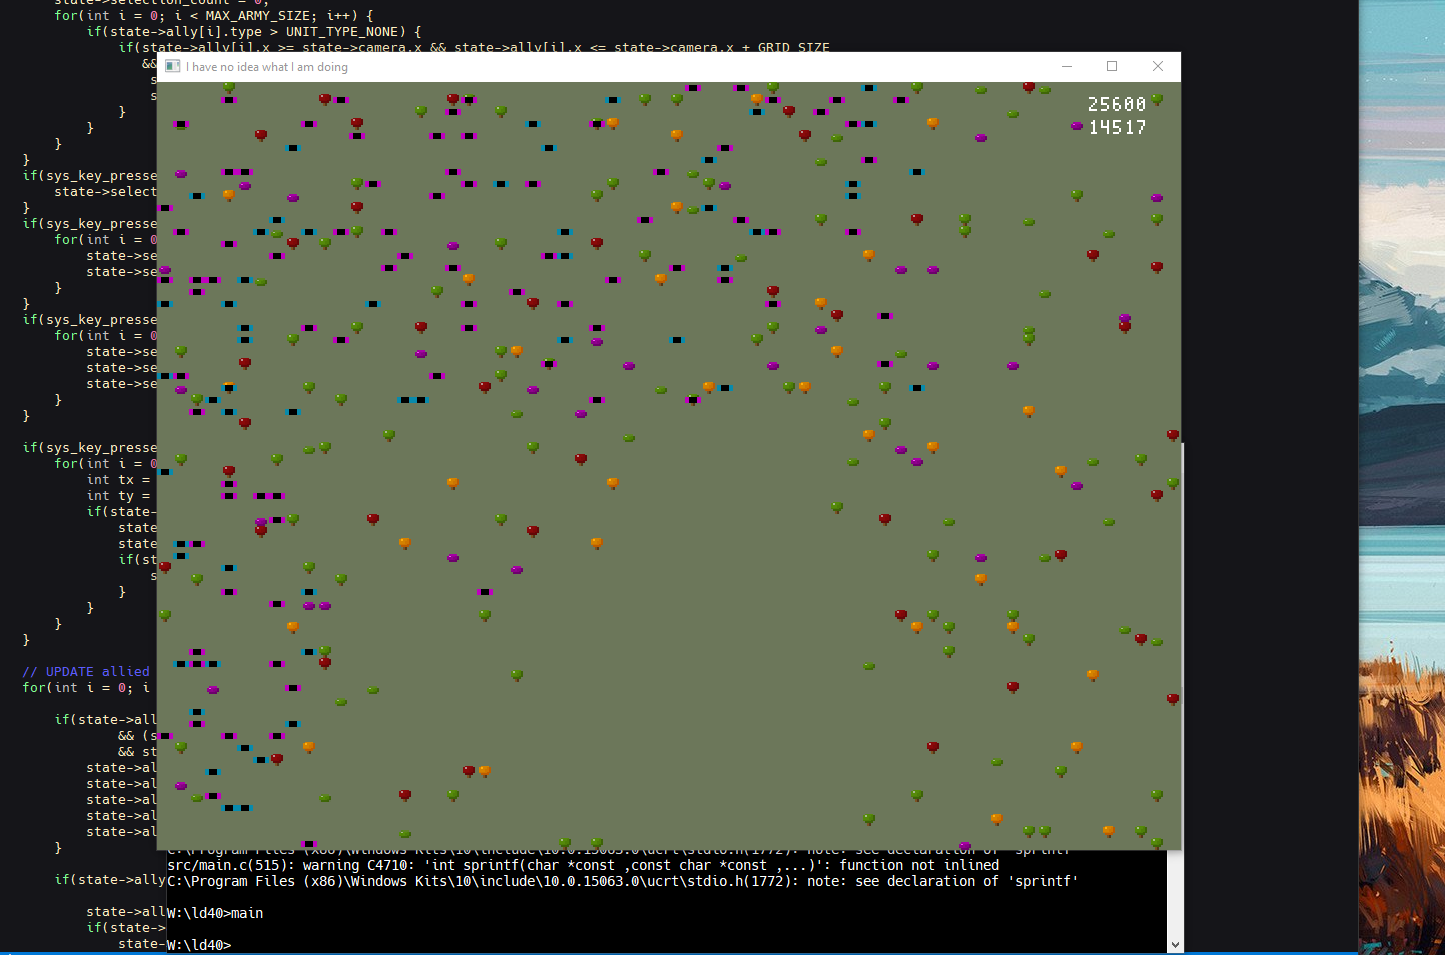 state->selection_count = 0;
for(int i = 0; i < MAX_ARMY_SIZE; i++) {
if(state->ally[i].type > UNIT_TYPE_NONE) {
if(state->ally[i].x >= state->camera.x && state->ally[i].x <= state->camera.x + GRID_SIZE
&&
I have no idea what I am doing
s
s
}
}
}
}
if(sys_key_presse
state->select
}
if(sys_key_presse
for(int i = 0
state->se
state->se
}
}
if(sys_key_presse
for(int i = 0
state->se
state->se
state->se
}
}
if(sys_key_presse
for(int i = 0
int tx =
int ty =
if(state-
state
state
if(st
s
}
}
}
}
// UPDATE allied
for(int i = 0; i
if(state->all
&& (s
&& st
state->al
state->al
state->al
state->al
state->al
}
if(state->ally
state->all
if(state->
state-
25600
14517
C:\Program Files (x86)\Windows Kits\10\include\10.0.15063.0\ucrt\stdio.h(1772): note: see declaration of 'sprintf'
src/main.c(515): warning C4710: 'int sprintf(char *const ,const char *const ,...)': function not inlined
C:\Program Files (x86)\Windows Kits\10\include\10.0.15063.0\ucrt\stdio.h(1772): note: see declaration of 'sprintf'
W:\ld40>main
W:\ld40>